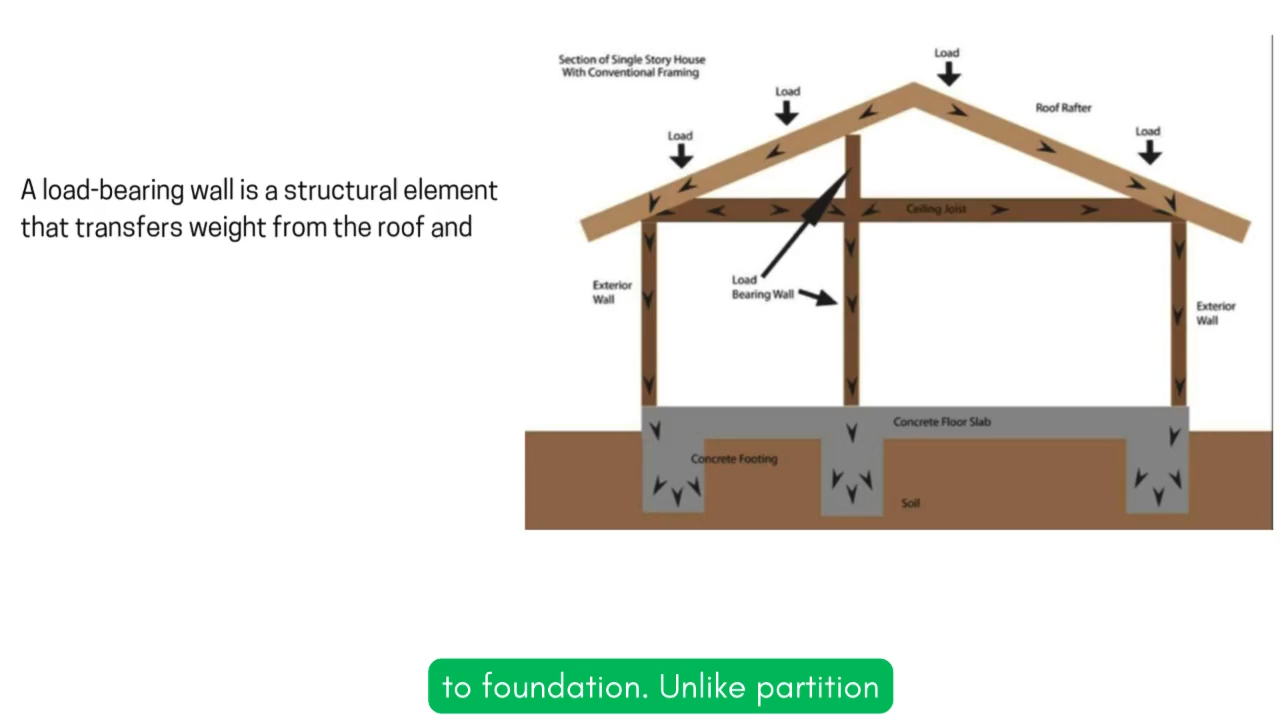 Section of Single Story House
With Conventional Framing
Load
Load
Load
Load
Roof Rafter
A load-bearing wall is a structural element
that transfers weight from the roof and
Ceiling Joist
Load
Bearing Wall
Exterior
Wall
Exterior
Wall
Concrete Floor Slab
Concrete Footing
Soil
to foundation. Unlike partition